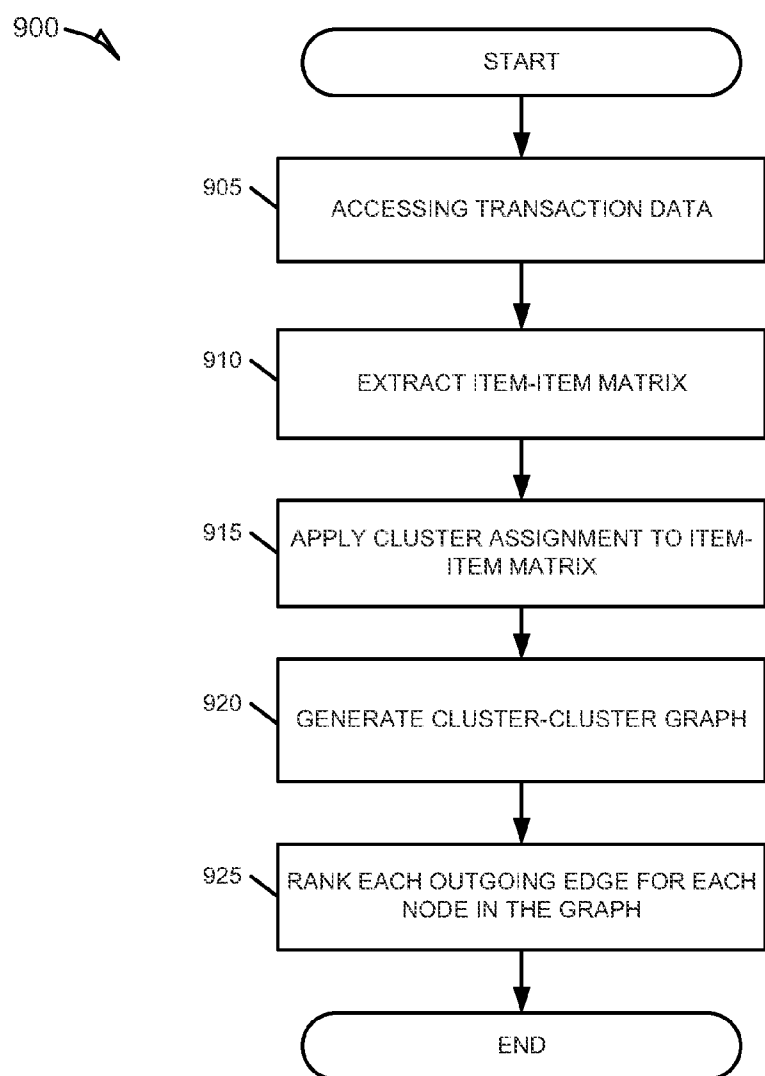 900
START
905
ACCESSING TRANSACTION DATA
910
EXTRACT ITEM-ITEM MATRIX
915
APPLY CLUSTER ASSIGNMENT TO ITEM-
ITEM MATRIX
920
GENERATE CLUSTER-CLUSTER GRAPH
925
RANK EACH OUTGOING EDGE FOR EACH
NODE IN THE GRAPH
END